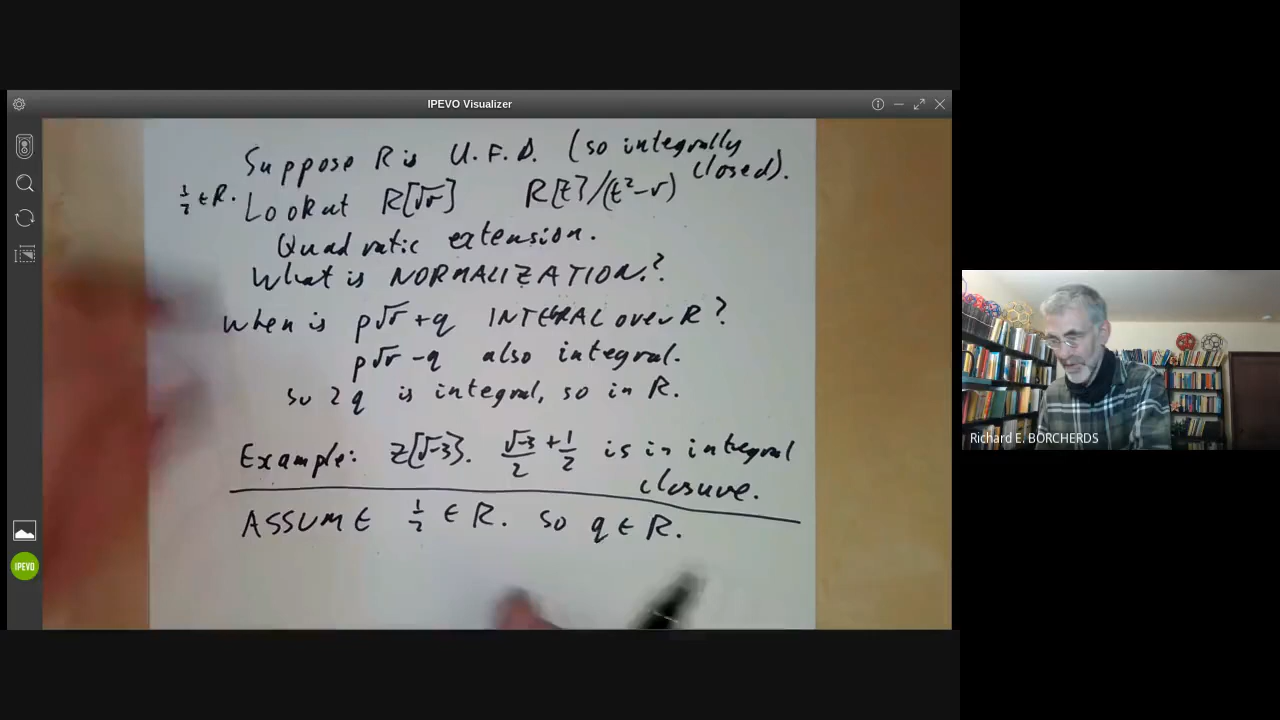 IPEVO Visualizer
Suppose R is U.F.D. (so integrally closed).
1/2 ∈ R.
Look at R[√r] R[t]/(t²-r)
Quadratic extension.
What is NORMALIZATION?
When is p√r + q INTEGRAL over R?
p√r - q also integral.
so 2q is integral, so in R.
Example: Z[√-3]. √-3/2 + 1/2 is in integral closure.
ASSUME 1/2 ∈ R. So q ∈ R.
IPEVO
Richard E. BORCHERDS